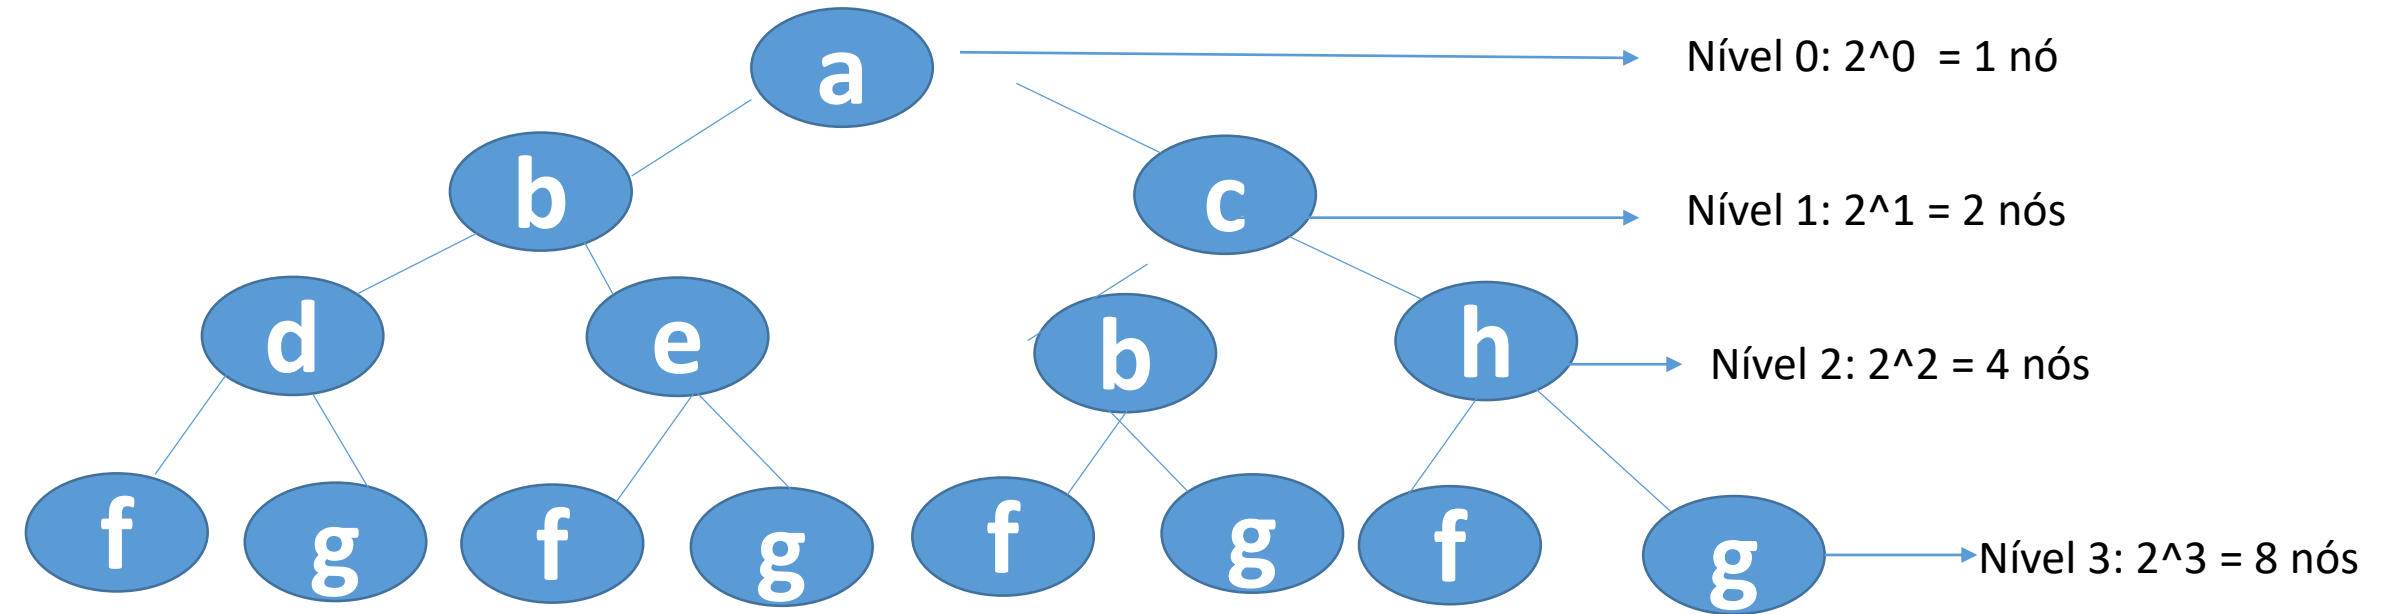 a
Nível 0: 2^0 = 1 nó
b
c
Nível 1: 2^1 = 2 nós
d
e
b
h
Nível 2: 2^2 = 4 nós
f
g
f
g
f
g
f
g
Nível 3: 2^3 = 8 nós